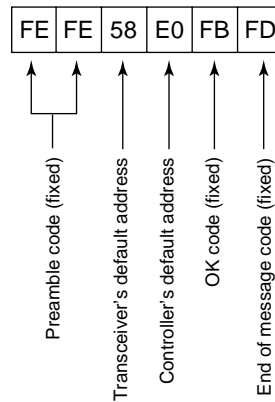 FE FE 58 E0 FB FD
Preamble code (fixed)
Transceiver's default address
Controller's default address
OK code (fixed)
End of message code (fixed)